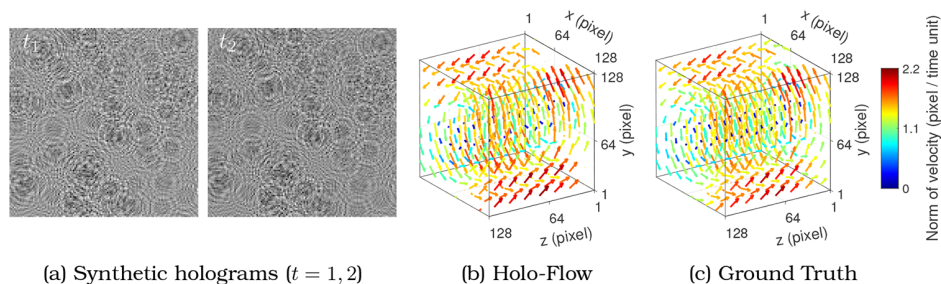 t₁
t₂
1
x (pixel)
64
128
128
y (pixel)
64
1
1
64
z (pixel)
128
1
x (pixel)
64
128
128
y (pixel)
64
1
1
64
z (pixel)
128
2.2
1.1
0
Norm of velocity (pixel / time unit)
(a) Synthetic holograms (t = 1, 2)
(b) Holo-Flow
(c) Ground Truth